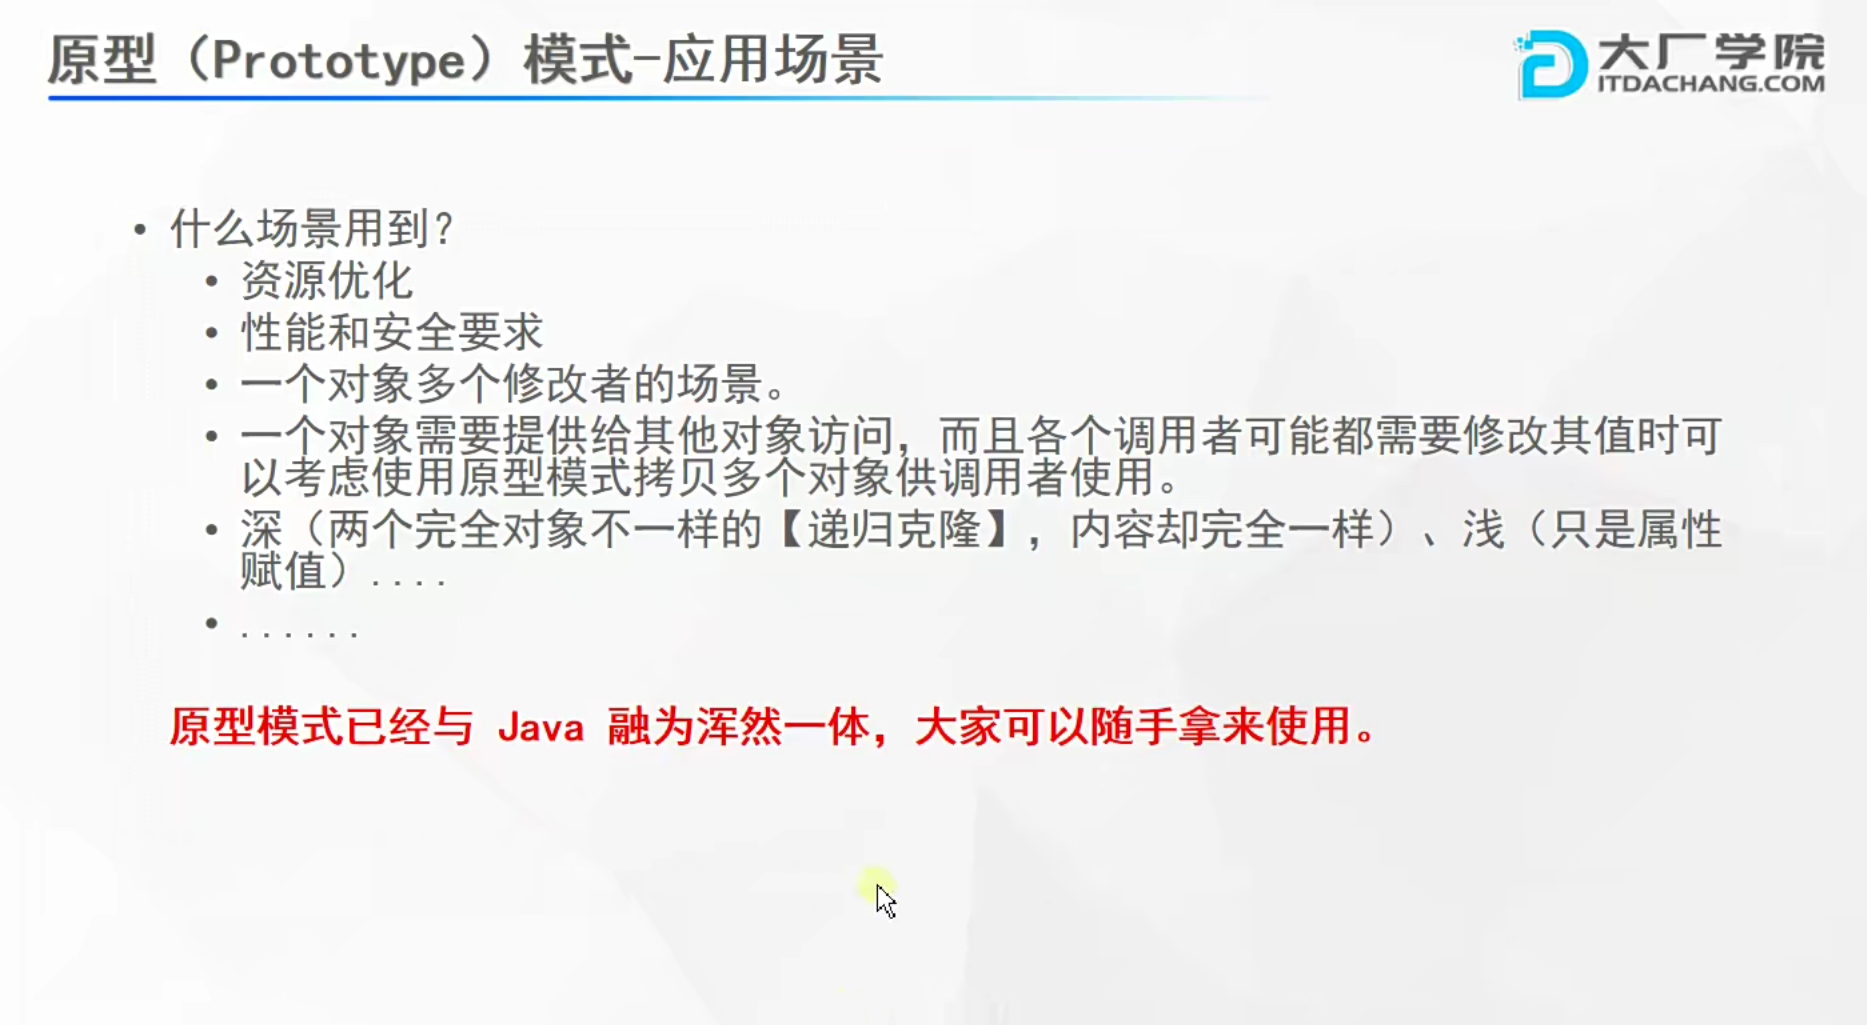 原型（Prototype）模式-应用场景
大厂学院
ITDACHANG.COM
• 什么场景用到？
• 资源优化
• 性能和安全要求
• 一个对象多个修改者的场景。
• 一个对象需要提供给其他对象访问，而且各个调用者可能都需要修改其值时可
以考虑使用原型模式拷贝多个对象供调用者使用。
• 深（两个完全对象不一样的【递归克隆】，内容却完全一样）、浅（只是属性
赋值）....
• ......
原型模式已经与 Java 融为浑然一体，大家可以随手拿来使用。